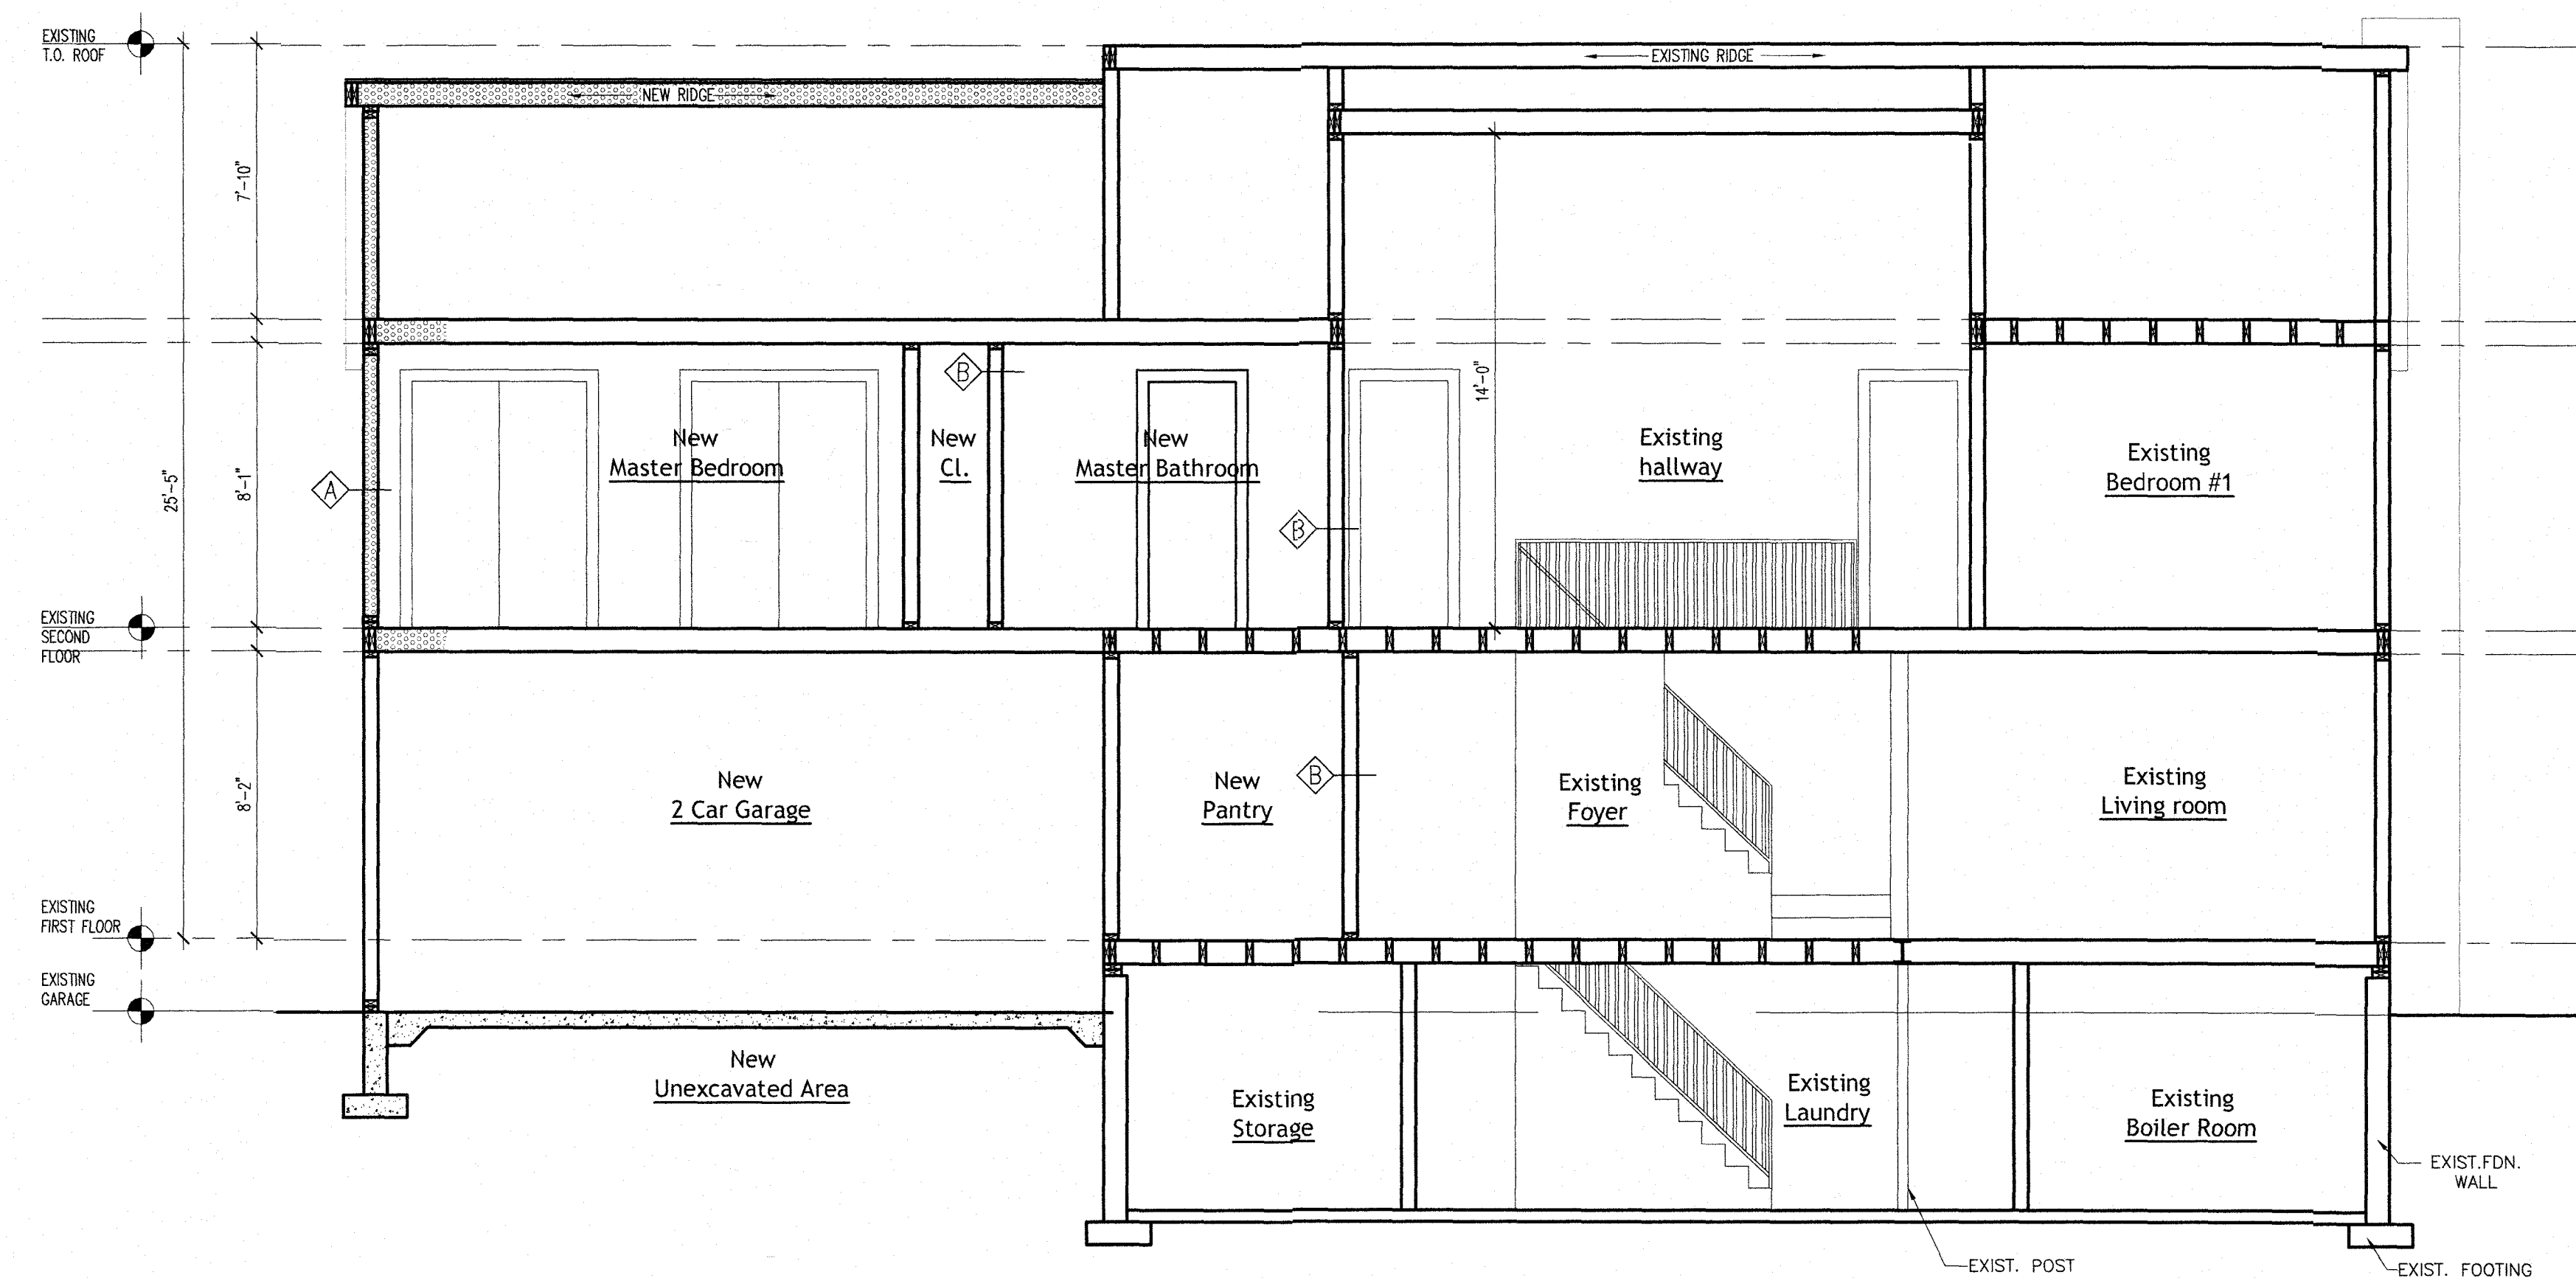 EXISTING
T.O. ROOF
EXISTING RIDGE
NEW RIDGE
7'-10"
25'-5"
8'-1"
14'-0"
B
New
Master Bedroom
New
Cl.
New
Master Bathroom
Existing
hallway
Existing
Bedroom #1
A
B
EXISTING
SECOND
FLOOR
8'-2"
New
2 Car Garage
New
Pantry
B
Existing
Foyer
Existing
Living room
EXISTING
FIRST FLOOR
EXISTING
GARAGE
New
Unexcavated Area
Existing
Storage
Existing
Laundry
Existing
Boiler Room
EXIST.FDN.
WALL
EXIST. POST
EXIST. FOOTING